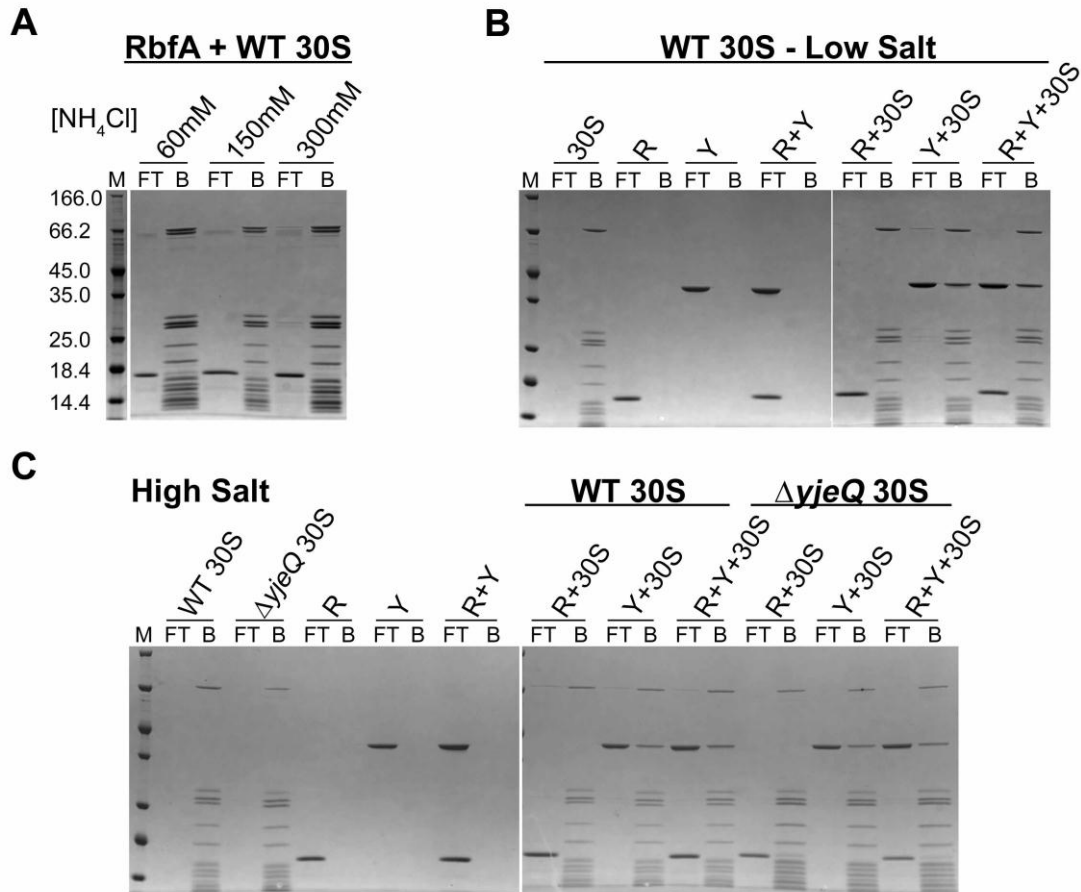 A
RbfA + WT 30S
[NH4Cl]
60mM 150mM 300mM
M FT B FT B FT B
166.0
66.2
45.0
35.0
25.0
18.4
14.4
B
WT 30S - Low Salt
30S R Y R+Y R+30S Y+30S R+Y+30S
M FT B FT B FT B FT B FT B FT B FT B
C
High Salt
WT 30S ΔyjeQ 30S
WT 30S ΔyjeQ 30S R Y R+Y R+30S Y+30S R+Y+30S R+30S Y+30S R+Y+30S
M FT B FT B FT B FT B FT B FT B FT B FT B FT B FT B FT B